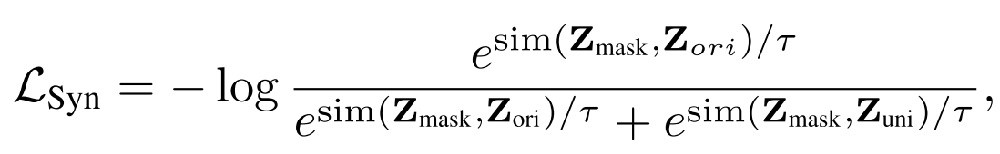 $\mathcal{L}_{\text{Syn}} = -\log \frac{e^{\text{sim}(\mathbf{Z}_{\text{mask}}, \mathbf{Z}_{ori})/\tau}}{e^{\text{sim}(\mathbf{Z}_{\text{mask}}, \mathbf{Z}_{\text{ori}})/\tau} + e^{\text{sim}(\mathbf{Z}_{\text{mask}}, \mathbf{Z}_{\text{uni}})/\tau}},$